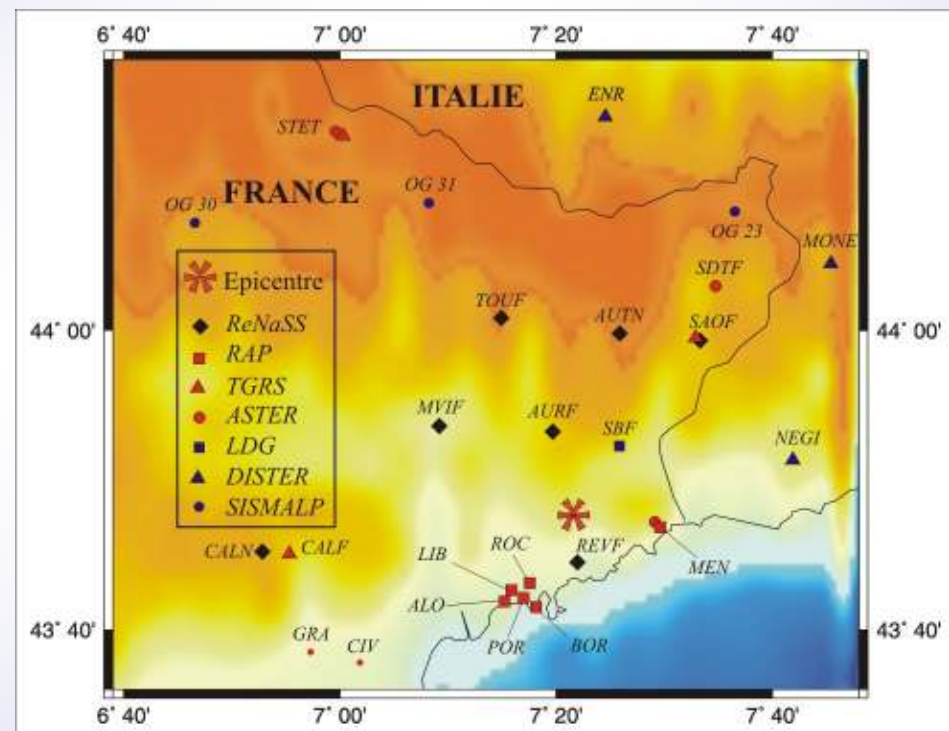 6° 40' 7° 00' 7° 20' 7° 40'
ITALIE
ENR
STET
FRANCE
OG 30
OG 31
OG 23
MONE
Epicentre
ReNaSS
RAP
TGRS
ASTER
LDG
DISTER
SISMALP
SDTF
TOUF
AUTN
SAOF
44° 00' 44° 00'
MVIF
AURF
SBF
NEGI
CALN
CALF
LIB
ROC
REVF
MEN
ALO
POR
BOR
GRA
CIV
43° 40' 43° 40'
6° 40' 7° 00' 7° 20' 7° 40'